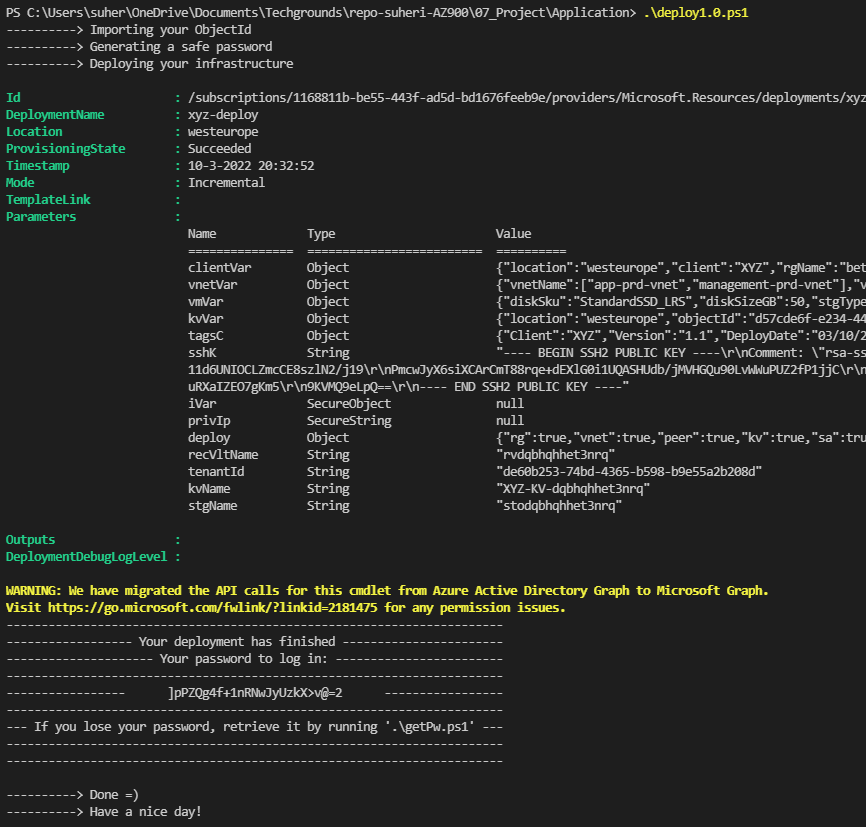 PS C:\Users\suher\OneDrive\Documents\Techgrounds\repo-suheri-AZ900\07_Project\Application> .\deploy1.0.ps1
----------> Importing your ObjectId
----------> Generating a safe password
----------> Deploying your infrastructure
Id : /subscriptions/1168811b-be55-443f-ad5d-bd1676feeb9e/providers/Microsoft.Resources/deployments/xyz
DeploymentName : xyz-deploy
Location : westeurope
ProvisioningState : Succeeded
Timestamp : 10-3-2022 20:32:52
Mode : Incremental
TemplateLink :
Parameters :
Name Type Value
=============== ========================= ==========
clientVar Object {"location":"westeurope","client":"XYZ","rgName":"bet
vnetVar Object {"vnetName":["app-prd-vnet","management-prd-vnet"],"v
vmVar Object {"diskSku":"StandardSSD_LRS","diskSizeGB":50,"stgType
kvVar Object {"location":"westeurope","objectId":"d57cde6f-e234-44
tagsC Object {"Client":"XYZ","Version":"1.1","DeployDate":"03/10/2
sshK String "---- BEGIN SSH2 PUBLIC KEY ----\r\nComment: \"rsa-ss
11d6UNIOCLZmcCE8szlN2/j19\r\nPmcwJyX6siXCArCmT88rqe+dEXlG0i1UQASHUdb/jMVHGQu90LvWWuPUZ2fP1jjC\r\n
uRXaIZEO7gKm5\r\n9KVMQ9eLpQ==\r\n---- END SSH2 PUBLIC KEY ----"
iVar SecureObject null
privIp SecureString null
deploy Object {"rg":true,"vnet":true,"peer":true,"kv":true,"sa":tru
recVltName String "rvdqbhqhhet3nrq"
tenantId String "de60b253-74bd-4365-b598-b9e55a2b208d"
kvName String "XYZ-KV-dqbhqhhet3nrq"
stgName String "stodqbhqhhet3nrq"
Outputs :
DeploymentDebugLogLevel :
WARNING: We have migrated the API calls for this cmdlet from Azure Active Directory Graph to Microsoft Graph.
Visit https://go.microsoft.com/fwlink/?linkid=2181475 for any permission issues.
-----------------------------------------------------------------------
------------------ Your deployment has finished -----------------------
--------------------- Your password to log in: ------------------------
-----------------------------------------------------------------------
----------------- ]pPZQg4f+1nRNwJyUzkX>v@=2 -----------------
-----------------------------------------------------------------------
--- If you lose your password, retrieve it by running '.\getPw.ps1' ---
-----------------------------------------------------------------------
-----------------------------------------------------------------------
----------> Done =)
----------> Have a nice day!